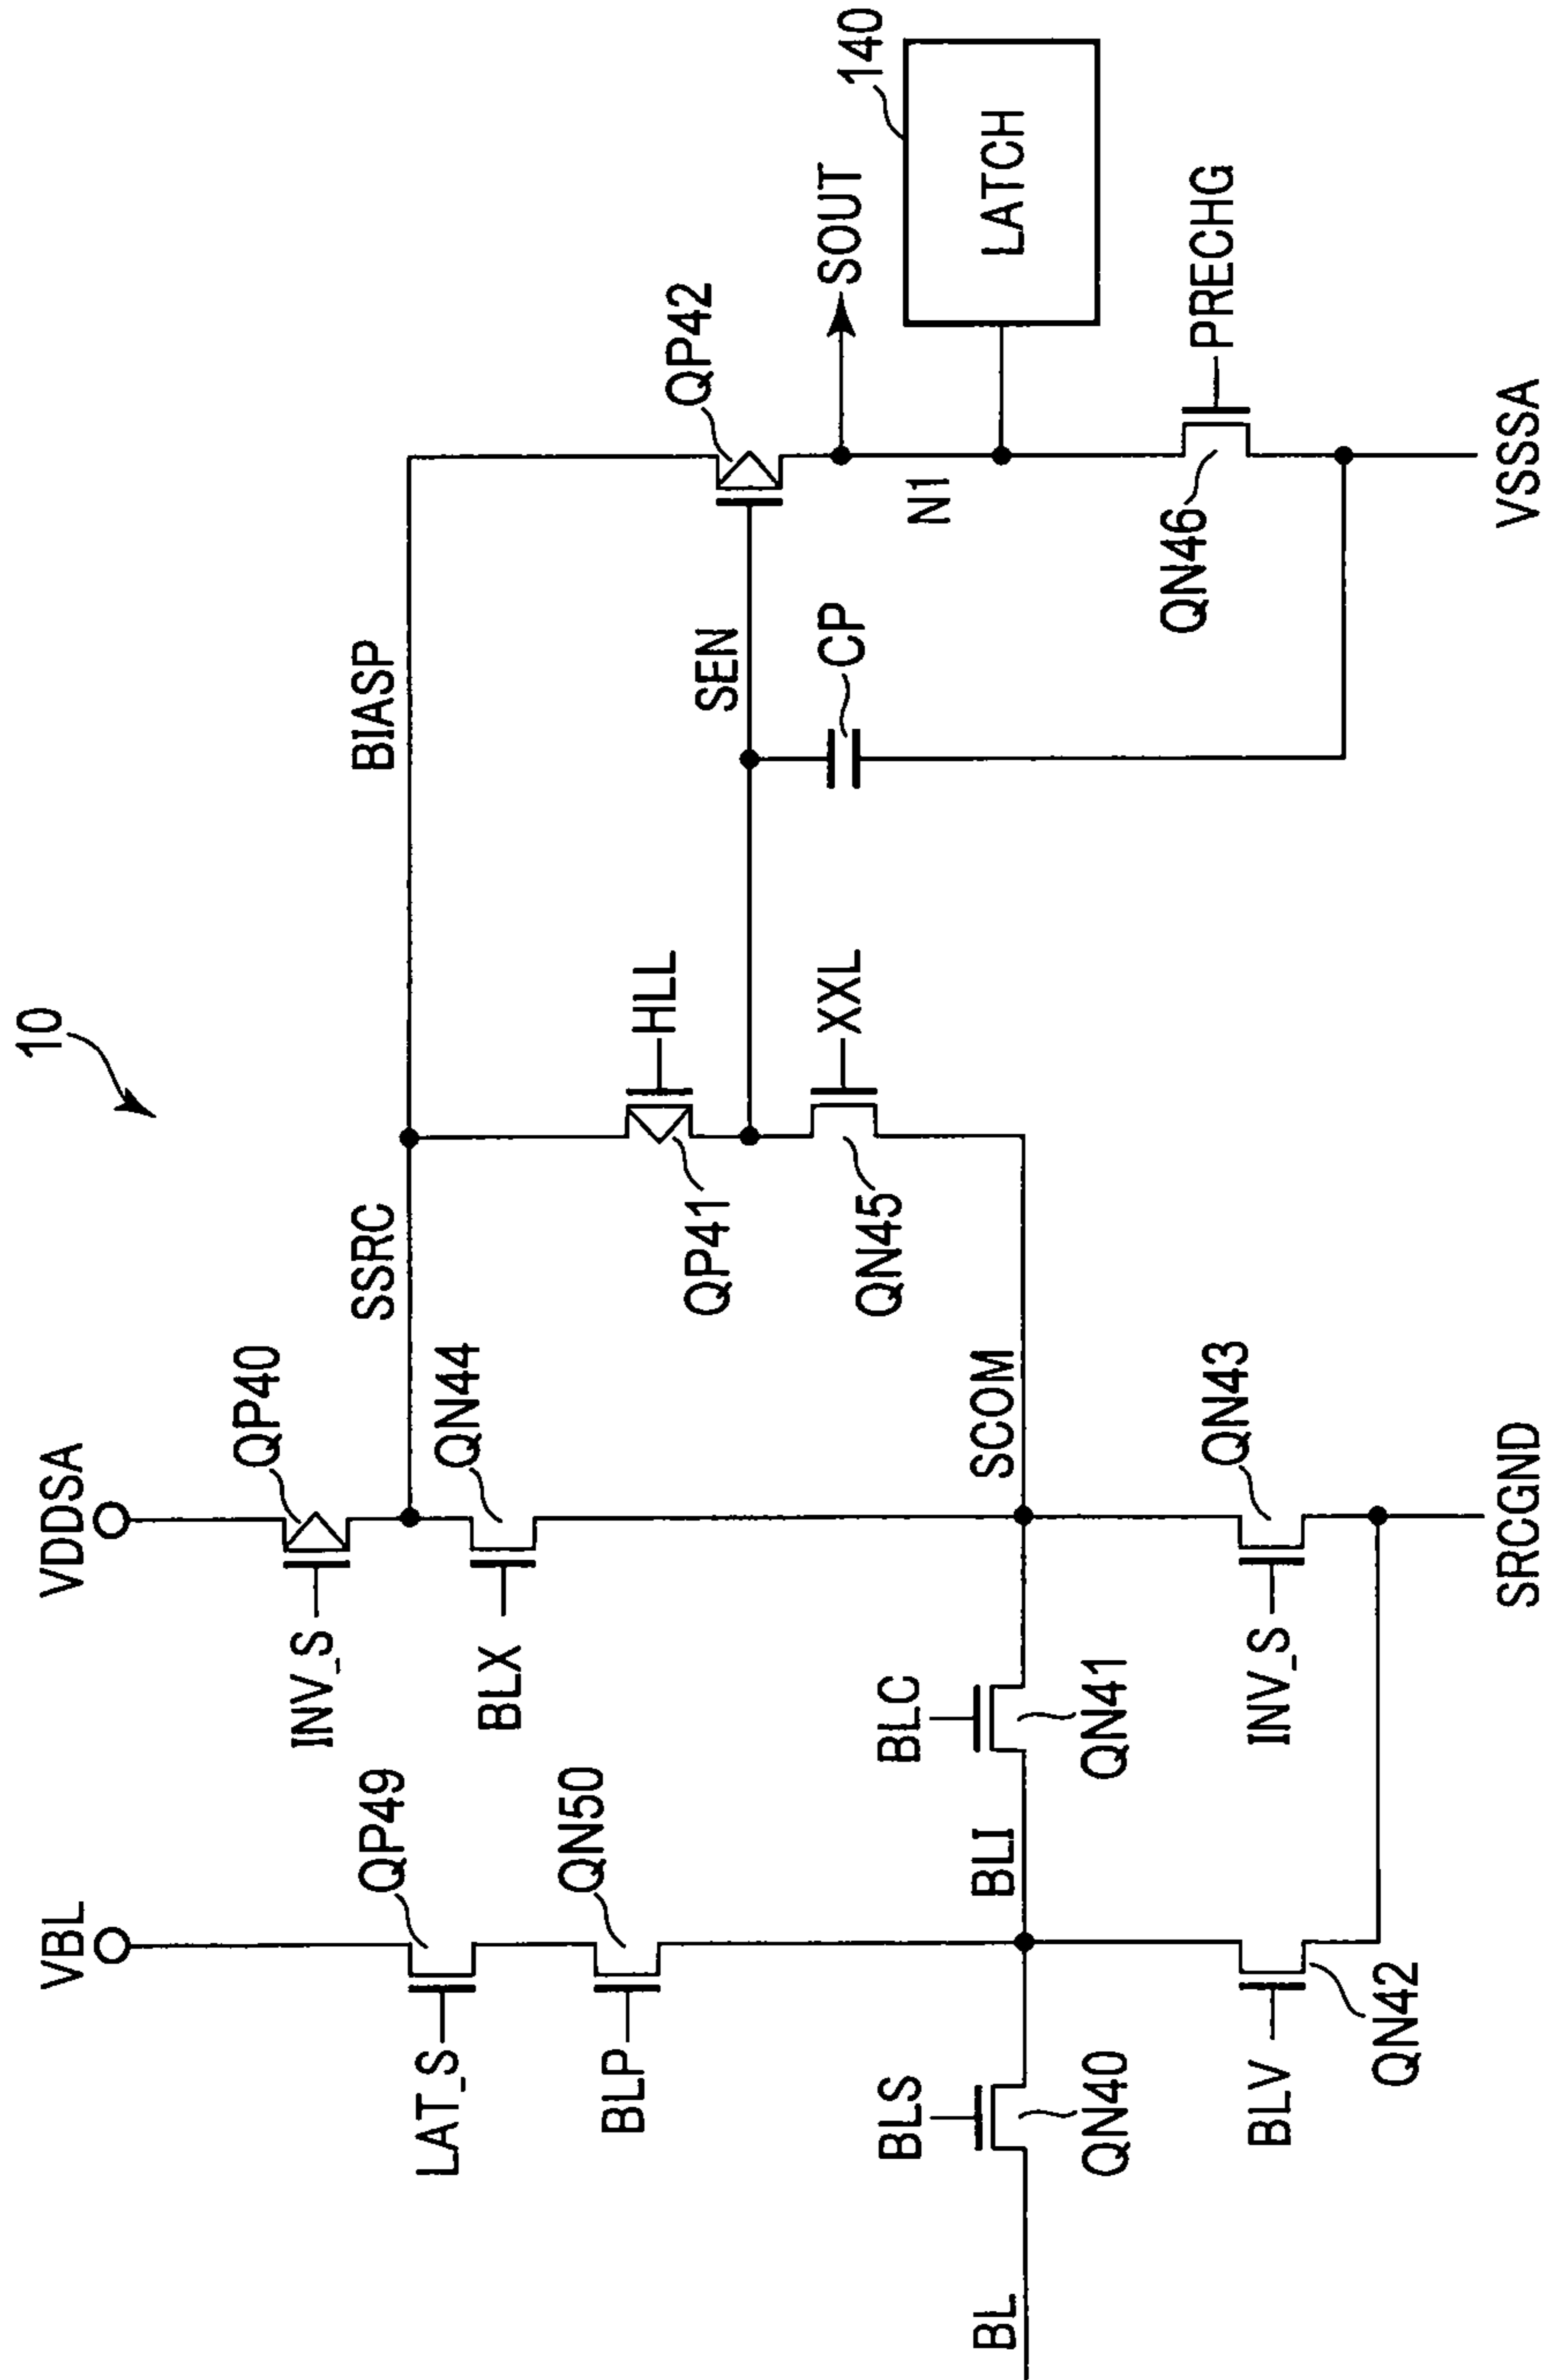 10
VBL
VDDSA
QP49
QP40
LAT_S
INV_S
SSRC
BIASP
QN50
QN44
BLP
BLX
HLL
QP42
QP41
SEN
SOUT
140
XXL
CP
QN45
N1
LATCH
BLS
BLC
BL
BLI
SCOM
QN40
QN41
PRECHG
QN46
BLV
INV_S
QN43
QN42
SRCGND
VSSSA